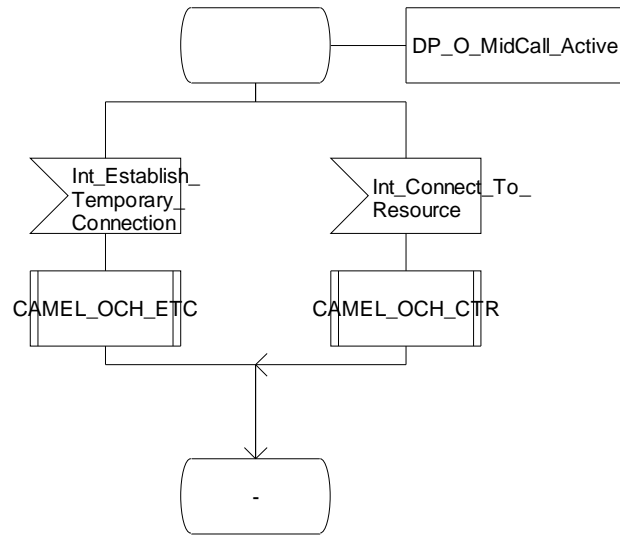 DP_O_MidCall_Active
Int_Establish_
Temporary_
Connection
Int_Connect_To_
Resource
CAMEL_OCH_ETC
CAMEL_OCH_CTR
-